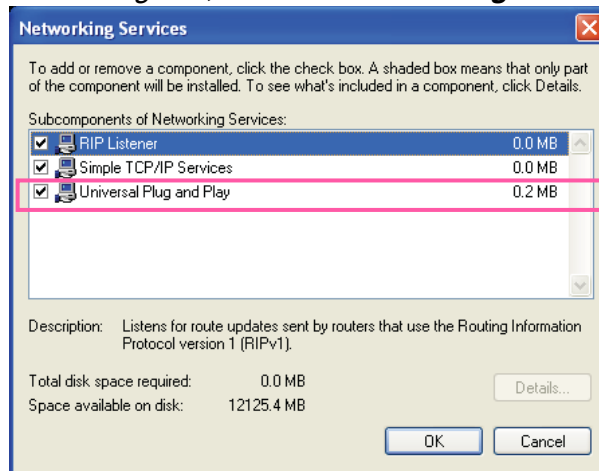 Networking Services
To add or remove a component, click the check box. A shaded box means that only part
of the component will be installed. To see what's included in a component, click Details.
Subcomponents of Networking Services:
RIP Listener 0.0 MB
Simple TCP/IP Services 0.0 MB
Universal Plug and Play 0.2 MB
Description: Listens for route updates sent by routers that use the Routing Information
Protocol version 1 (RIPv1).
Total disk space required: 0.0 MB
Details...
Space available on disk: 12125.4 MB
OK Cancel